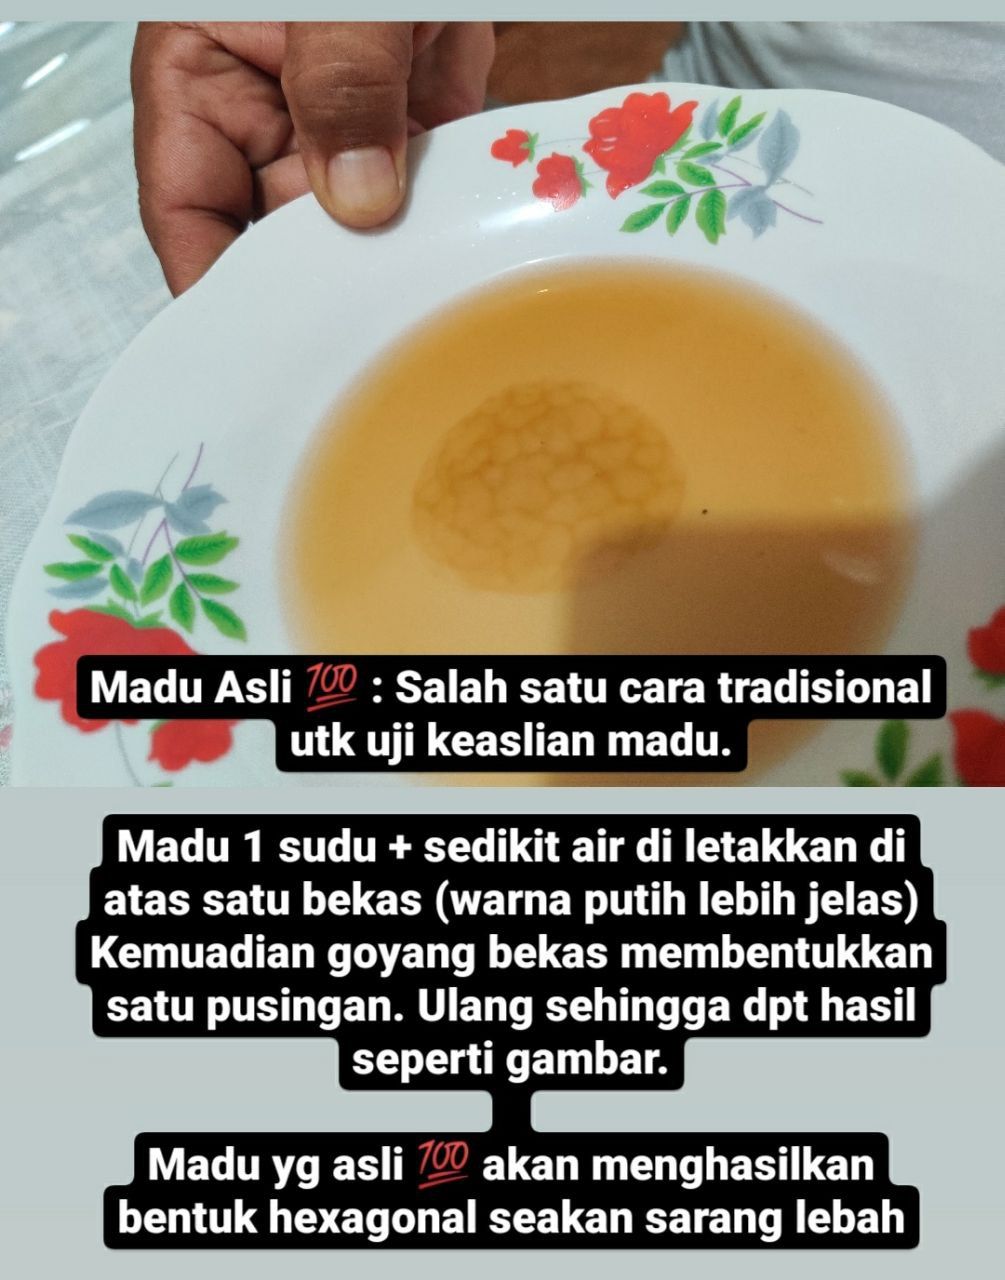 Madu Asli 💯 : Salah satu cara tradisional
utk uji keaslian madu.
Madu 1 sudu + sedikit air di letakkan di
atas satu bekas (warna putih lebih jelas)
Kemuadian goyang bekas membentukkan
satu pusingan. Ulang sehingga dpt hasil
seperti gambar.
Madu yg asli 💯 akan menghasilkan
bentuk hexagonal seakan sarang lebah